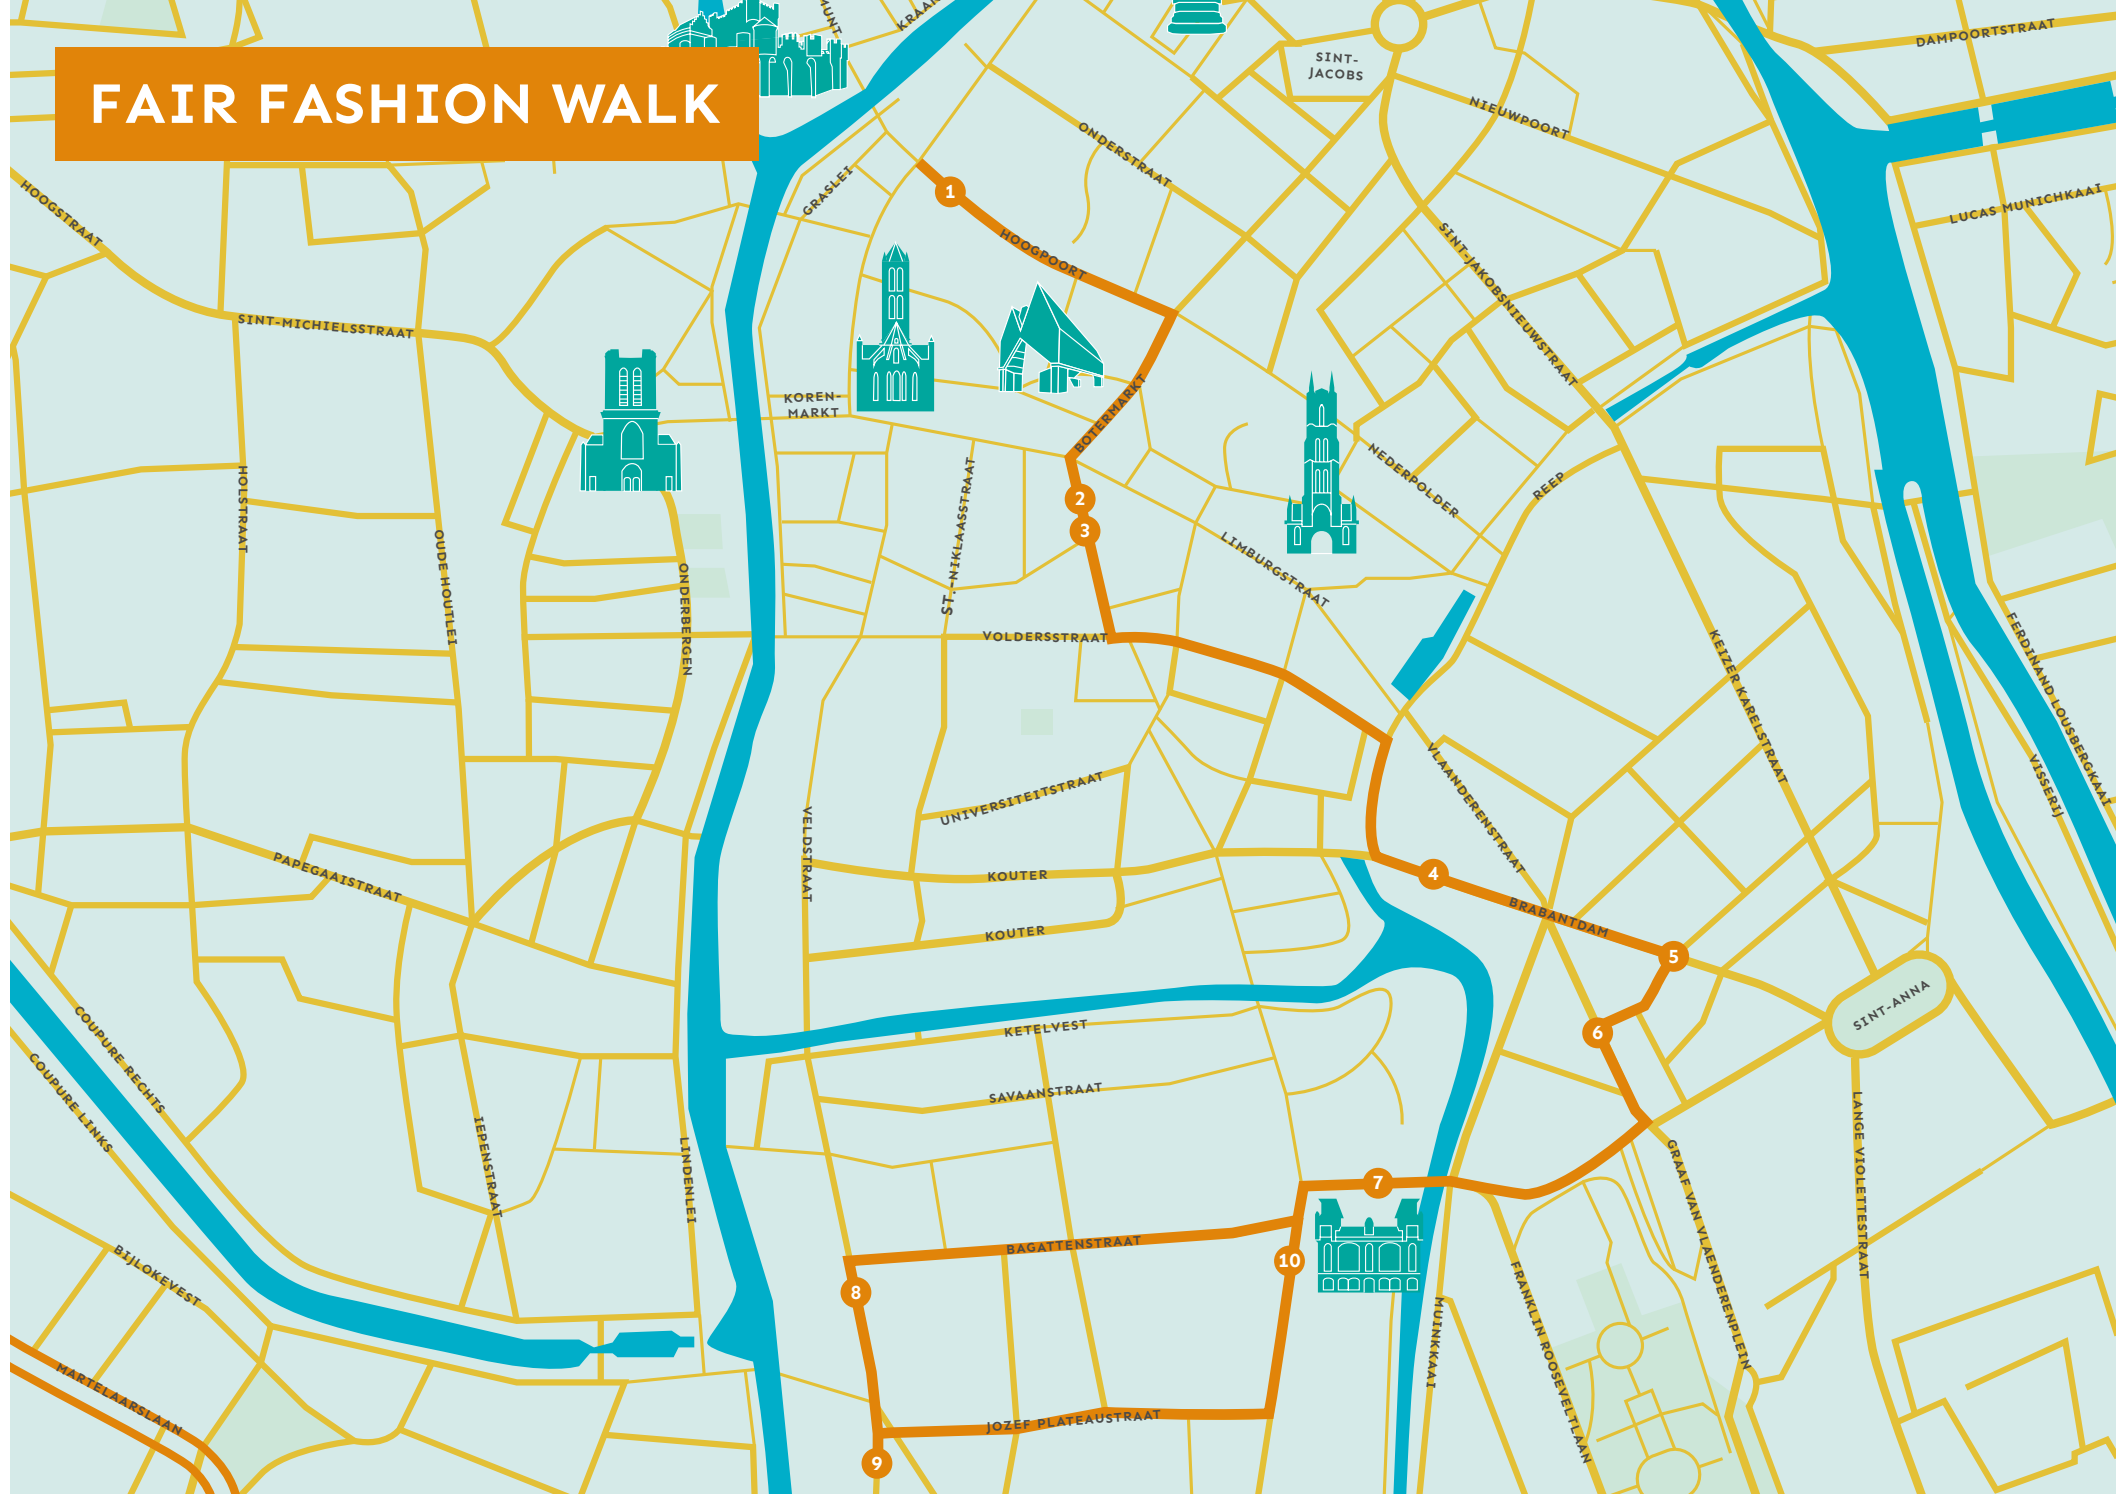 FAIR FASHION WALK
MUNT
SINT-
JACOBS
DAMPOORTSTRAAT
NIEUWPOORT
ONDERSTRAAT
GRASLEI
LUCAS MUNICHKAAI
HOOGSTRAAT
1
HOOGPOORT
SINT-JAKOBSNIEUWSTRAAT
SINT-MICHIELSSTRAAT
KOREN-
MARKT
BOTERMARKT
NEDERPOLDER
REEP
HOLSTRAAT
2
3
ST.-NIKLAASSTRAAT
OUDE HOUTLEI
ONDERBERGEN
LIMBURGSTRAAT
VOLDERSSTRAAT
KEIZER KARELSTRAAT
FERDINAND LOUSBERGKAAI
VISSERIJ
VLAANDERENSTRAAT
UNIVERSITEITSTRAAT
VELDSTRAAT
PAPEGAAISTRAAT
KOUTER
4
BRABANTDAM
KOUTER
5
SINT-ANNA
6
KETELVEST
COUPURE RECHTS
COUPURE LINKS
SAVAANSTRAAT
IEPENSTRAAT
LINDENLEI
LANGE VIOLETTESTRAAT
7
GRAAF VAN VLAENDERENPLEIN
BAGATTENSTRAAT
10
BIJLOKEVEST
8
FRANKLIN ROOSEVELTLAAN
MUINKKAAI
MARTELAARSLAAN
JOZEF PLATEAUSTRAAT
9